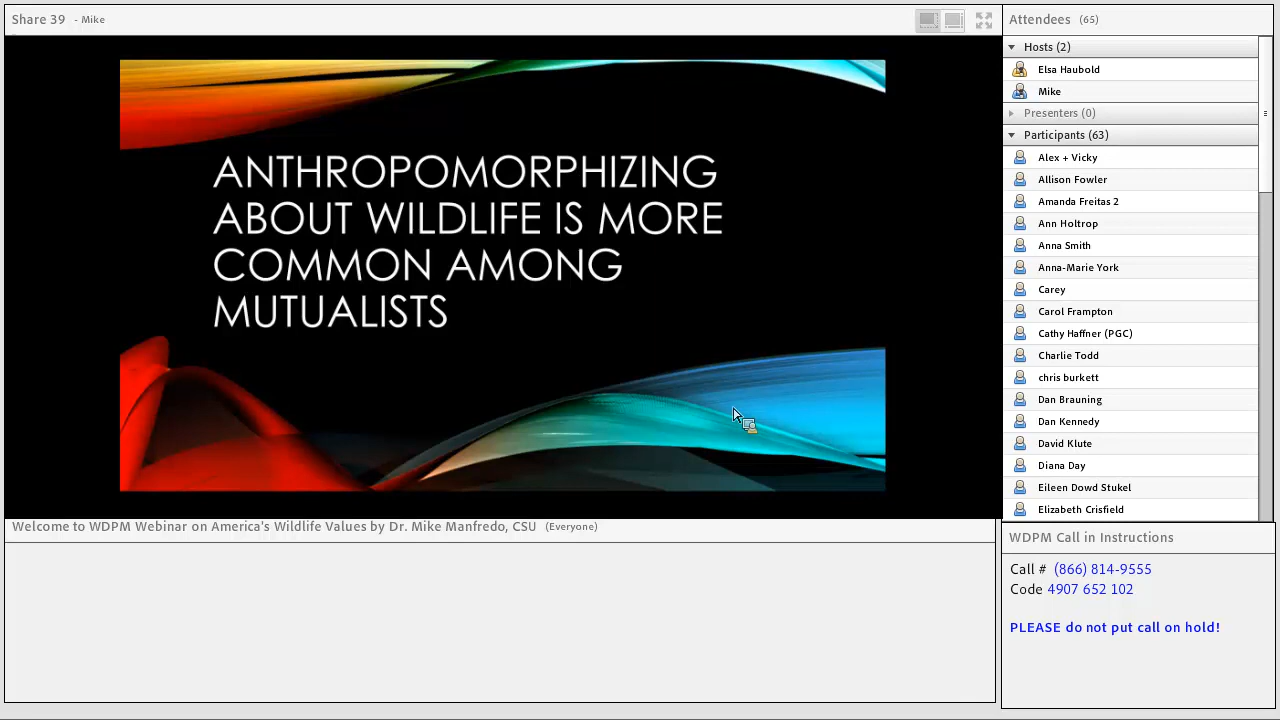 Share 39 - Mike
ANTHROPOMORPHIZING
ABOUT WILDLIFE IS MORE
COMMON AMONG
MUTUALISTS
Welcome to WDPM Webinar on America's Wildlife Values by Dr. Mike Manfredo, CSU (Everyone)
Attendees (65)
Hosts (2)
Elsa Haubold
Mike
Presenters (0)
Participants (63)
Alex + Vicky
Allison Fowler
Amanda Freitas 2
Ann Holtrop
Anna Smith
Anna-Marie York
Carey
Carol Frampton
Cathy Haffner (PGC)
Charlie Todd
chris burkett
Dan Brauning
Dan Kennedy
David Klute
Diana Day
Eileen Dowd Stukel
Elizabeth Crisfield
WDPM Call in Instructions
Call # (866) 814-9555
Code 4907 652 102
PLEASE do not put call on hold!